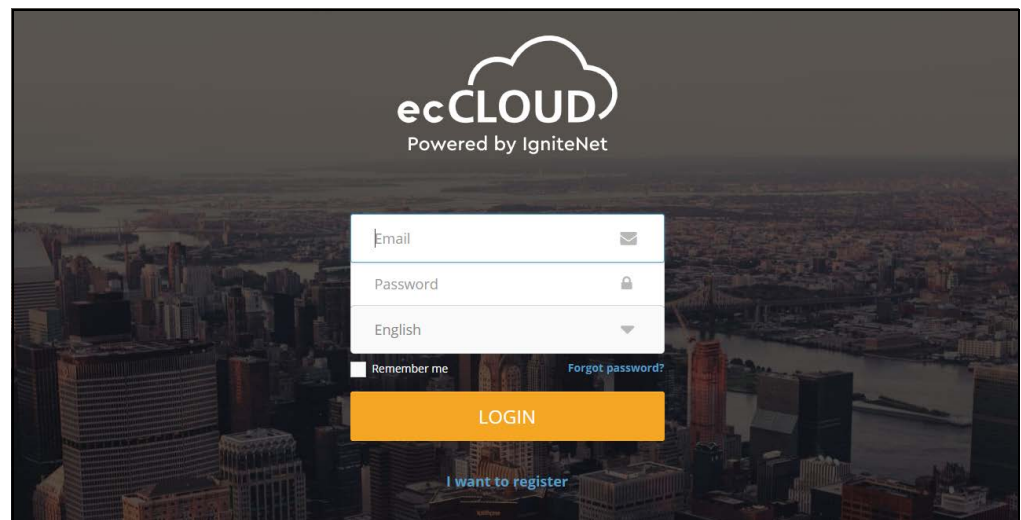 ecCLOUD
Powered by IgniteNet
Email
Password
English
Remember me
Forgot password?
LOGIN
I want to register